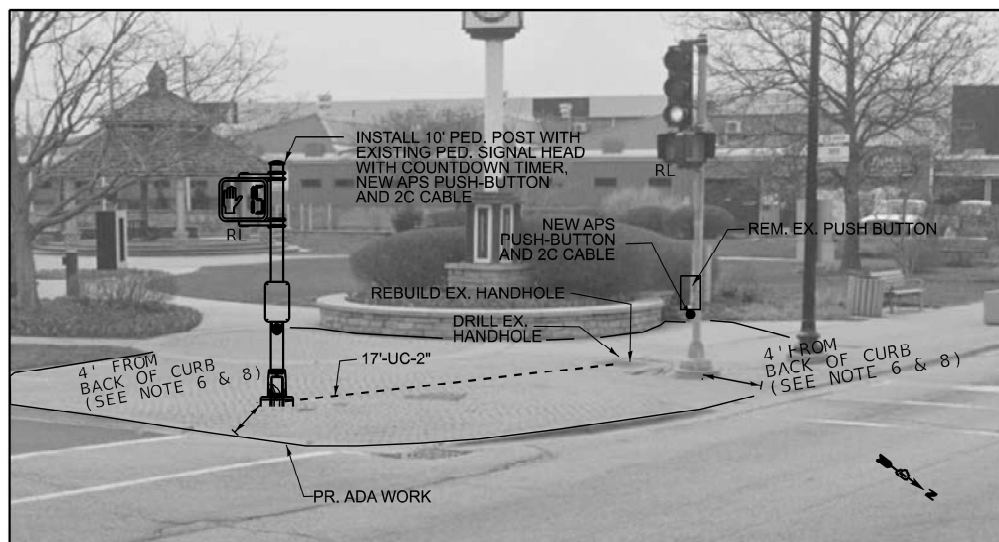 INSTALL 10' PED. POST WITH
EXISTING PED. SIGNAL HEAD
WITH COUNTDOWN TIMER,
NEW APS PUSH-BUTTON
AND 2C CABLE
RL
RL
NEW APS
PUSH-BUTTON
AND 2C CABLE
REM. EX. PUSH BUTTON
REBUILD EX. HANDHOLE
DRILL EX.
HANDHOLE
17'-UC-2"
4' FROM
BACK OF CURB
(SEE NOTE 6 & 8)
4' FROM
BACK OF CURB
(SEE NOTE 6 & 8)
PR. ADA WORK
N